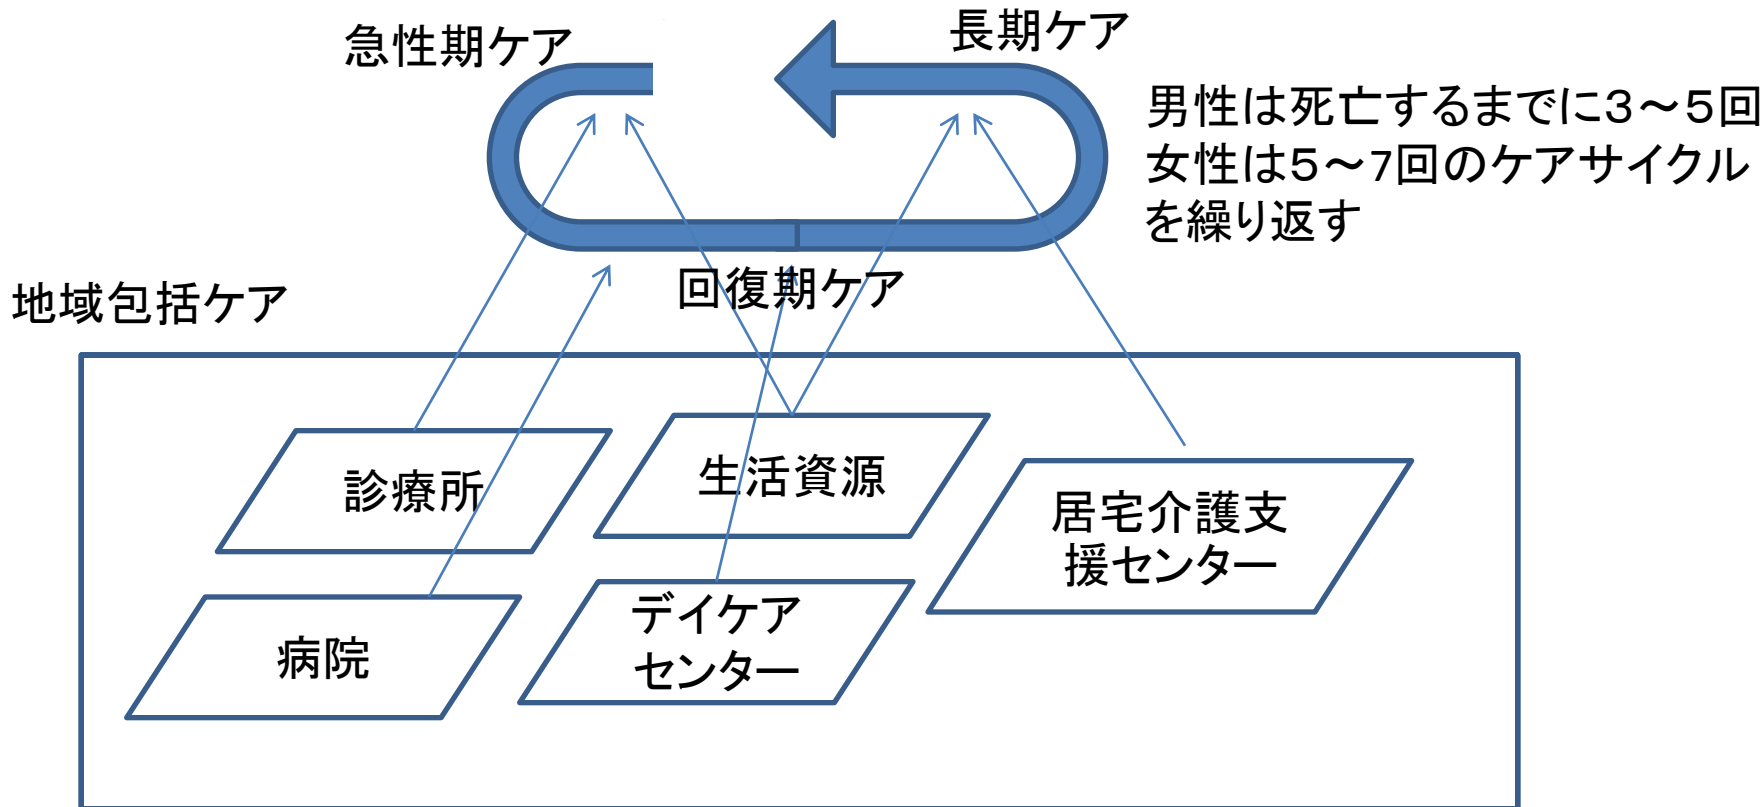 急性期ケア
長期ケア
男性は死亡するまでに3～5回
女性は5～7回のケアサイクル
を繰り返す
回復期ケア
地域包括ケア
診療所
生活資源
居宅介護支
援センター
病院
デイケア
センター